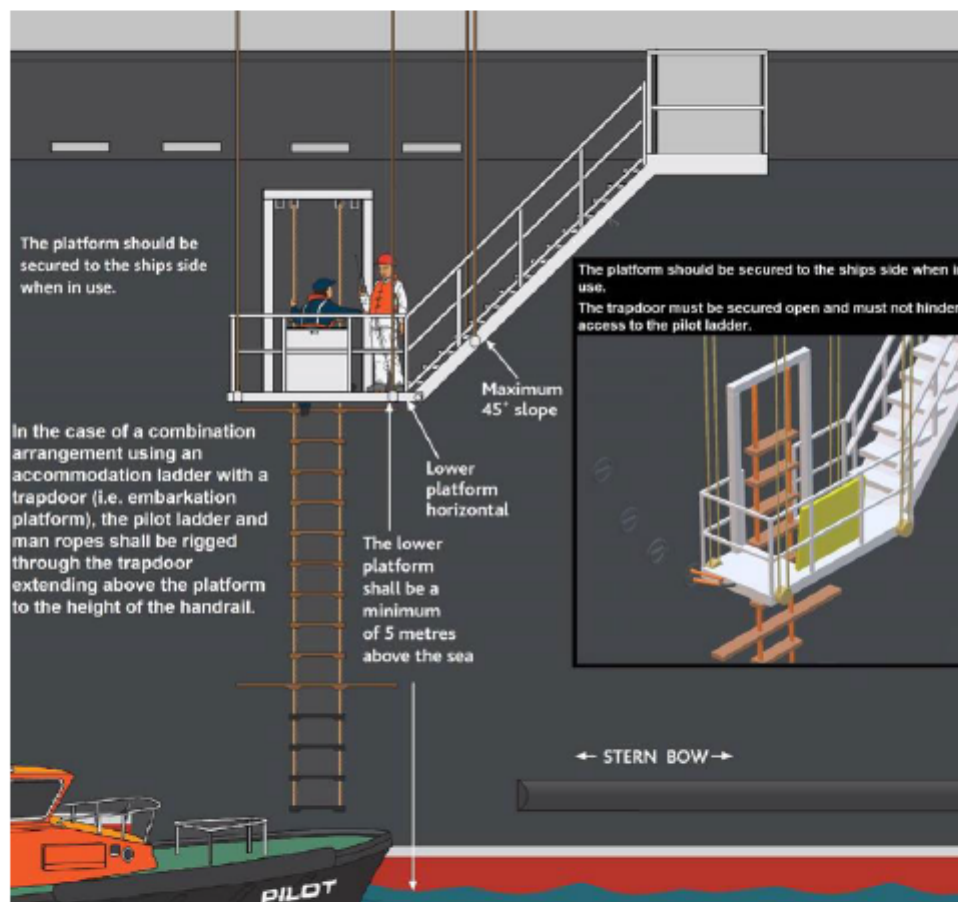 The platform should be
secured to the ships side
when in use.
The platform should be secured to the ships side when in
use.
The trapdoor must be secured open and must not hinder
access to the pilot ladder.
Maximum
45° slope
In the case of a combination
arrangement using an
accommodation ladder with a
trapdoor (i.e. embarkation
platform), the pilot ladder and
man ropes shall be rigged
through the trapdoor
extending above the platform
to the height of the handrail.
Lower
platform
horizontal
The lower
platform
shall be a
minimum
of 5 metres
above the sea
← STERN BOW →
PILOT